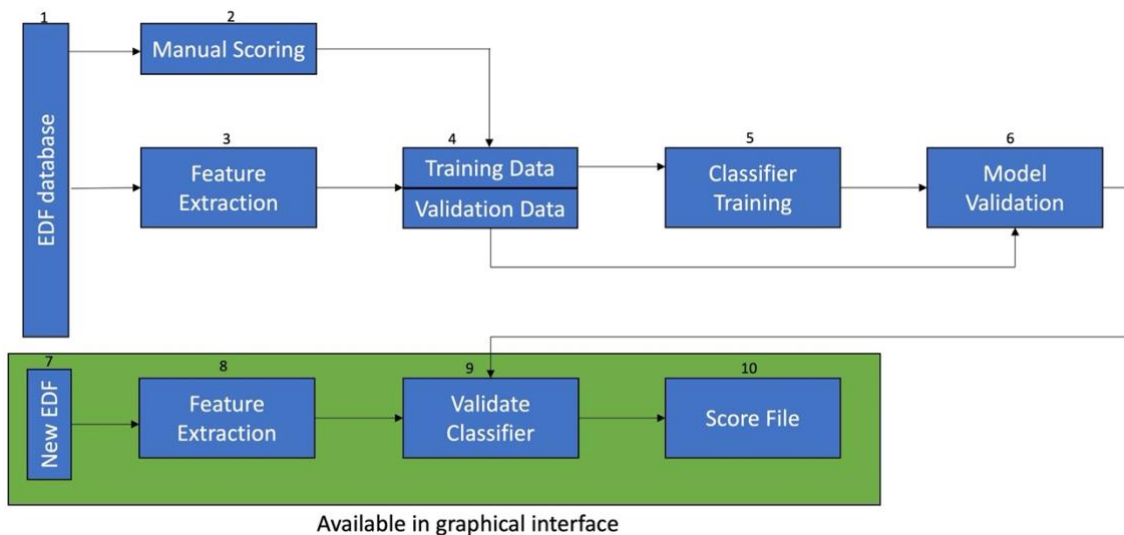 1
EDF database
2
Manual Scoring
3
Feature
Extraction
4
Training Data
Validation Data
5
Classifier
Training
6
Model
Validation
7
New EDF
8
Feature
Extraction
9
Validate
Classifier
10
Score File
Available in graphical interface